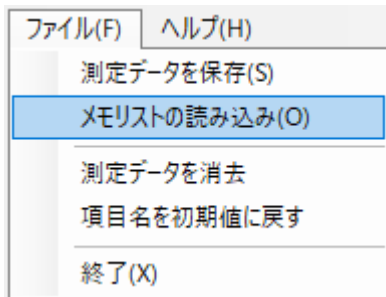 ファイル(F) ヘルプ(H)
測定データを保存(S)
メモリストの読み込み(O)
測定データを消去
項目名を初期値に戻す
終了(X)